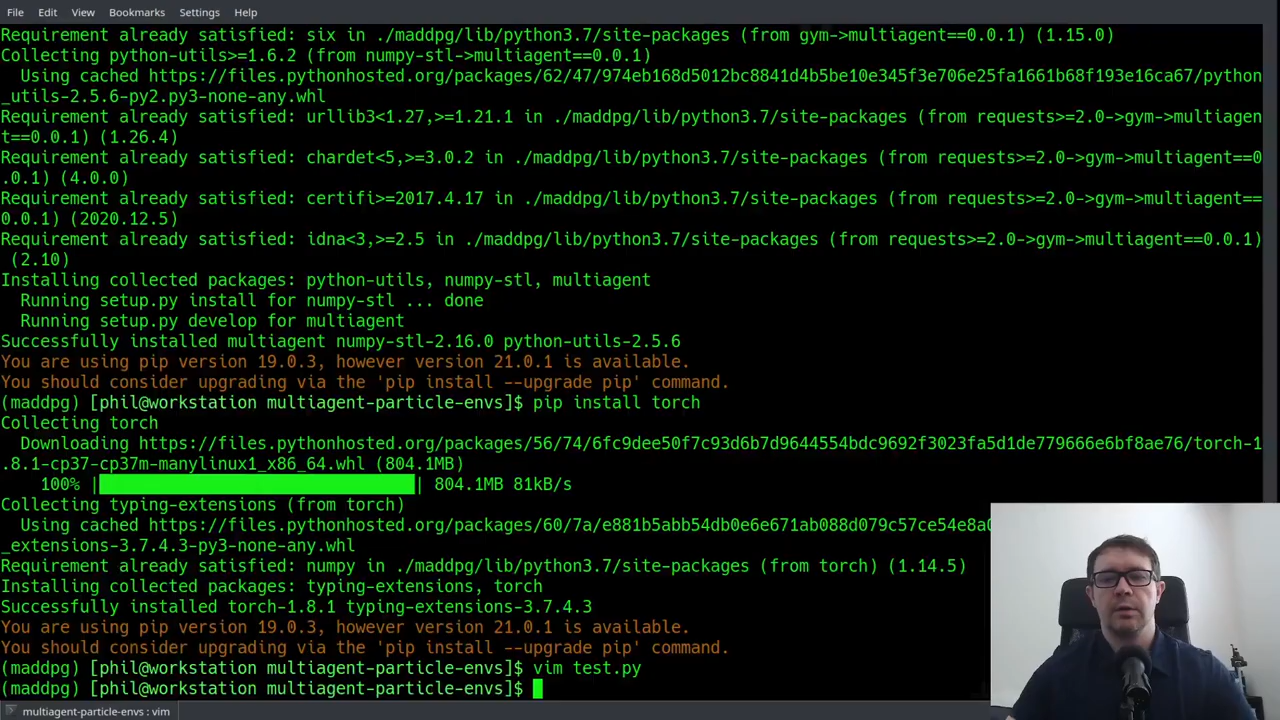 File Edit View Bookmarks Settings Help
Requirement already satisfied: six in ./maddpg/lib/python3.7/site-packages (from gym->multiagent==0.0.1) (1.15.0)
Collecting python-utils>=1.6.2 (from numpy-stl->multiagent==0.0.1)
  Using cached https://files.pythonhosted.org/packages/62/47/974eb168d5012bc8841d4b5be10e345f3e706e25fa1661b68f193e16ca67/python
_utils-2.5.6-py2.py3-none-any.whl
Requirement already satisfied: urllib3<1.27,>=1.21.1 in ./maddpg/lib/python3.7/site-packages (from requests>=2.0->gym->multiagen
t==0.0.1) (1.26.4)
Requirement already satisfied: chardet<5,>=3.0.2 in ./maddpg/lib/python3.7/site-packages (from requests>=2.0->gym->multiagent==0
.0.1) (4.0.0)
Requirement already satisfied: certifi>=2017.4.17 in ./maddpg/lib/python3.7/site-packages (from requests>=2.0->gym->multiagent==
0.0.1) (2020.12.5)
Requirement already satisfied: idna<3,>=2.5 in ./maddpg/lib/python3.7/site-packages (from requests>=2.0->gym->multiagent==0.0.1)
 (2.10)
Installing collected packages: python-utils, numpy-stl, multiagent
  Running setup.py install for numpy-stl ... done
  Running setup.py develop for multiagent
Successfully installed multiagent numpy-stl-2.16.0 python-utils-2.5.6
You are using pip version 19.0.3, however version 21.0.1 is available.
You should consider upgrading via the 'pip install --upgrade pip' command.
(maddpg) [phil@workstation multiagent-particle-envs]$ pip install torch
Collecting torch
  Downloading https://files.pythonhosted.org/packages/56/74/6fc9dee50f7c93d6b7d9644554bdc9692f3023fa5d1de779666e6bf8ae76/torch-1
.8.1-cp37-cp37m-manylinux1_x86_64.whl (804.1MB)
    100% |                                | 804.1MB 81kB/s
Collecting typing-extensions (from torch)
  Using cached https://files.pythonhosted.org/packages/60/7a/e881b5abb54db0e6e671ab088d079c57ce54e8a0
_extensions-3.7.4.3-py3-none-any.whl
Requirement already satisfied: numpy in ./maddpg/lib/python3.7/site-packages (from torch) (1.14.5)
Installing collected packages: typing-extensions, torch
Successfully installed torch-1.8.1 typing-extensions-3.7.4.3
You are using pip version 19.0.3, however version 21.0.1 is available.
You should consider upgrading via the 'pip install --upgrade pip' command.
(maddpg) [phil@workstation multiagent-particle-envs]$ vim test.py
(maddpg) [phil@workstation multiagent-particle-envs]$
multiagent-particle-envs : vim